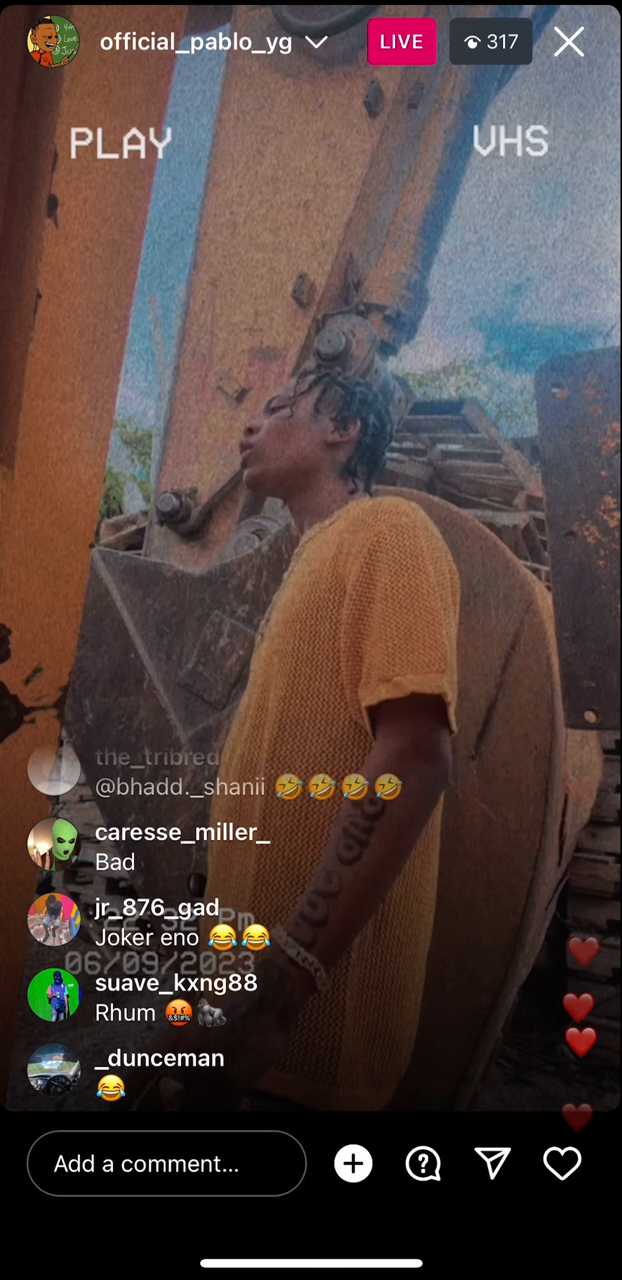 official_pablo_yg
LIVE
317
PLAY
VHS
the_tribred
@bhadd._shanii 🤣🤣🤣🤣
caresse_miller_
Bad
jr_876_gad
Joker eno 😂😂
06/09/2023
suave_kxng88
Rhum 🤬🦍
_dunceman
😂
Add a comment...